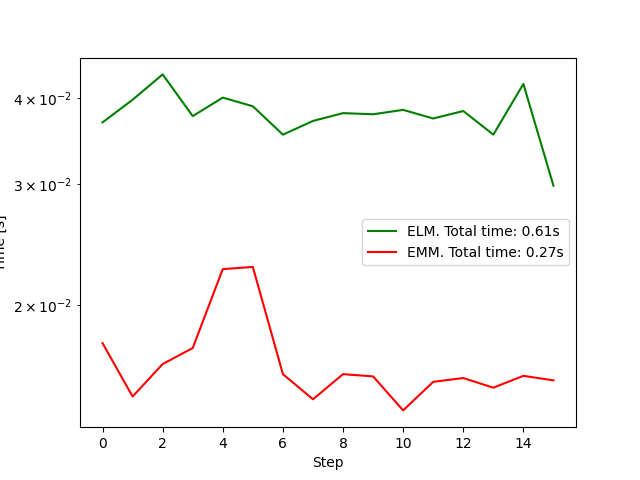 4 × 10⁻²
3 × 10⁻²
2 × 10⁻²
Time [s]
ELM. Total time: 0.61s
EMM. Total time: 0.27s
0 2 4 6 8 10 12 14
Step